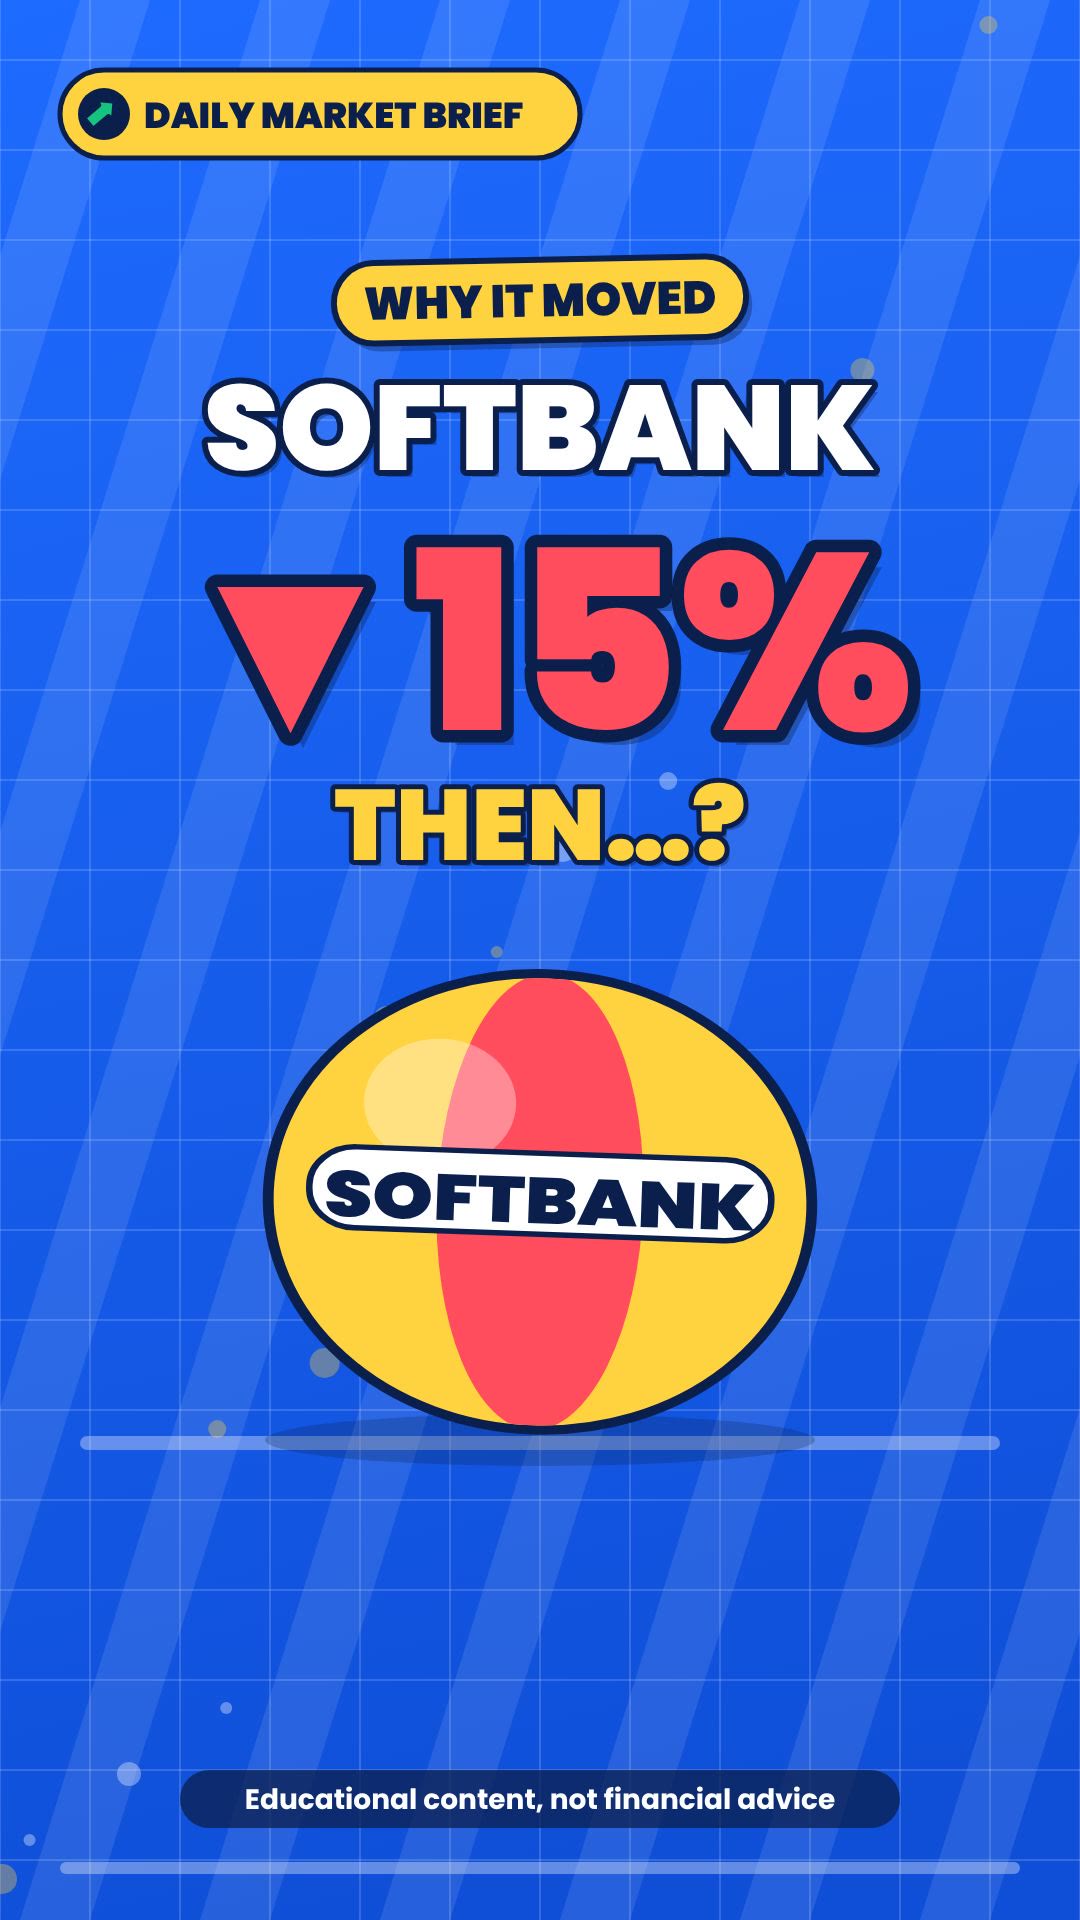 DAILY MARKET BRIEF
WHY IT MOVED
SOFTBANK
▼15%
THEN...?
SOFTBANK
Educational content, not financial advice